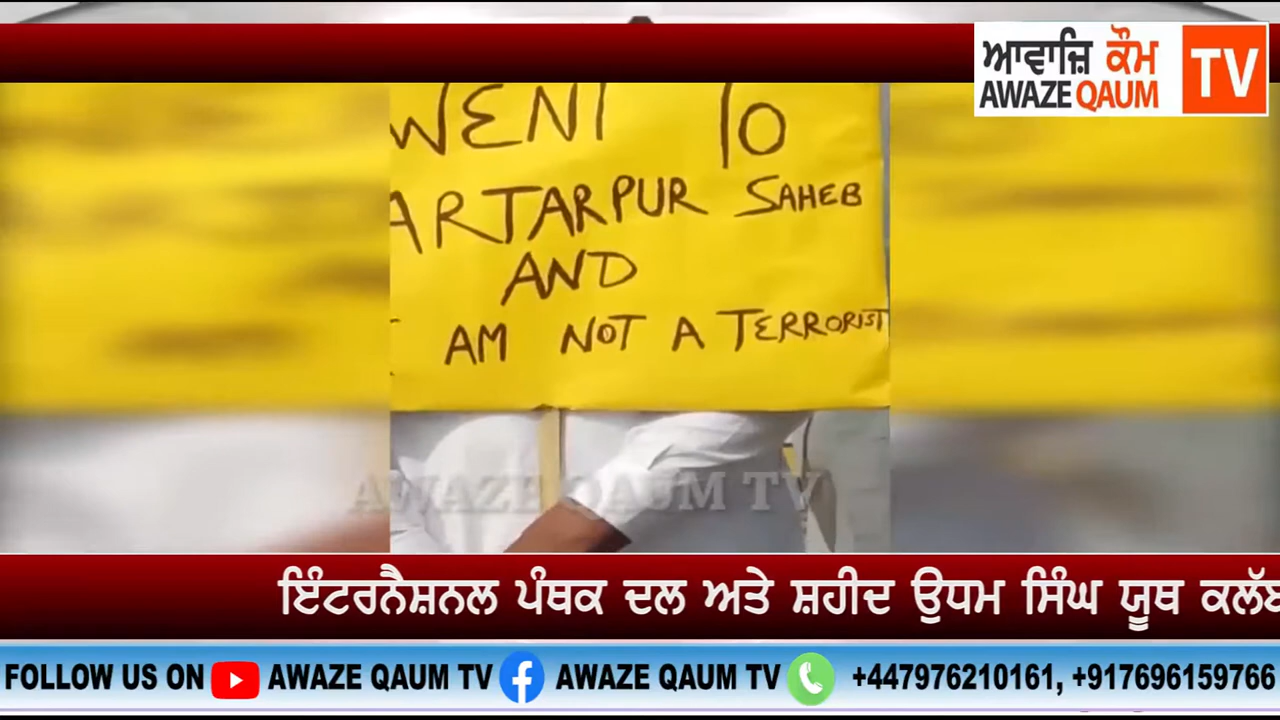 ਆਵਾਜ਼ਿ ਕੌਮ
AWAZE QAUM
TV
WENT TO
ARTARPUR SAHEB
AND
I AM NOT A TERRORIST
AWAZE QAUM TV
ਇੰਟਰਨੈਸ਼ਨਲ ਪੰਥਕ ਦਲ ਅਤੇ ਸ਼ਹੀਦ ਉਧਮ ਸਿੰਘ ਯੂਥ ਕਲੱਬ
FOLLOW US ON AWAZE QAUM TV AWAZE QAUM TV +447976210161, +917696159766